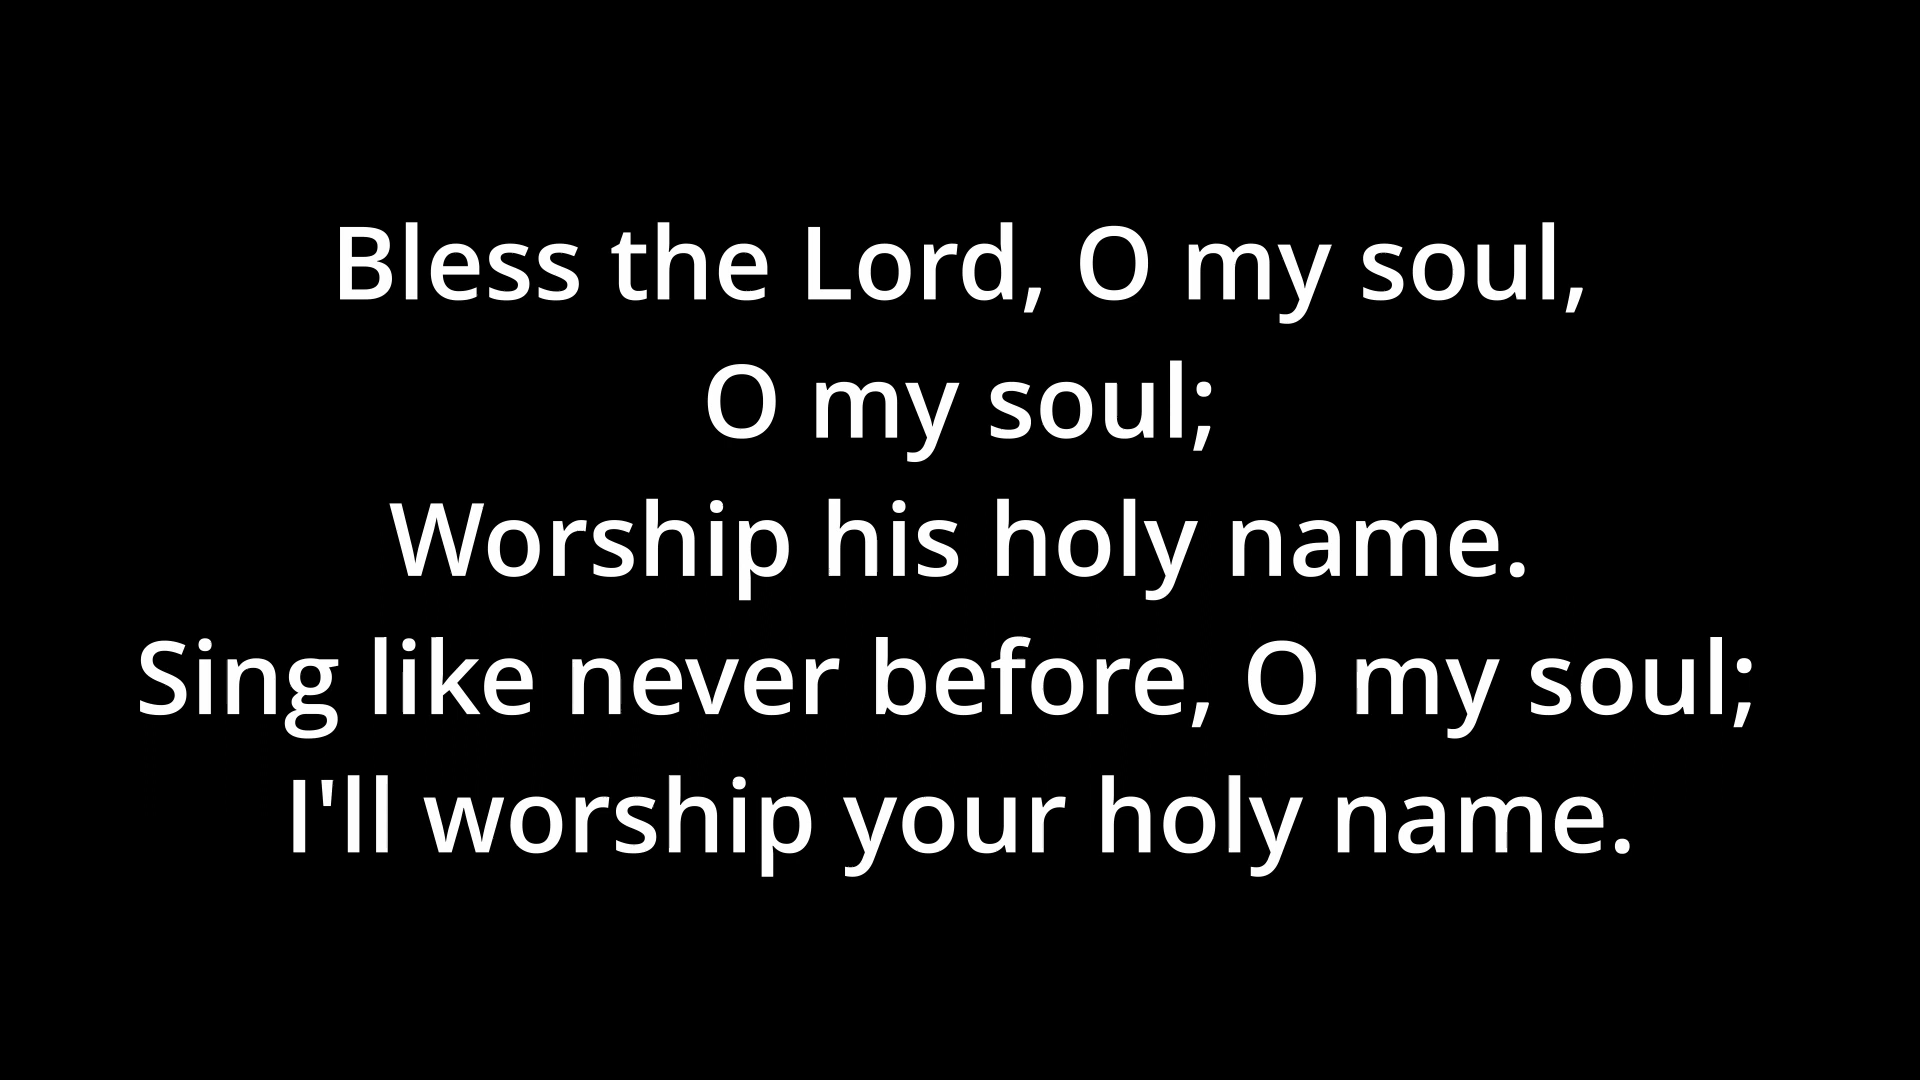 Bless the Lord, O my soul,
O my soul;
Worship his holy name.
Sing like never before, O my soul;
I'll worship your holy name.